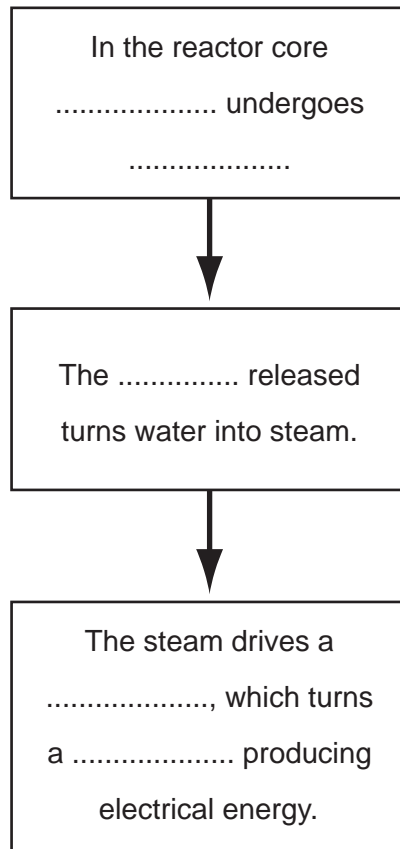 In the reactor core
.................... undergoes
....................
The ............... released
turns water into steam.
The steam drives a
...................., which turns
a .................... producing
electrical energy.